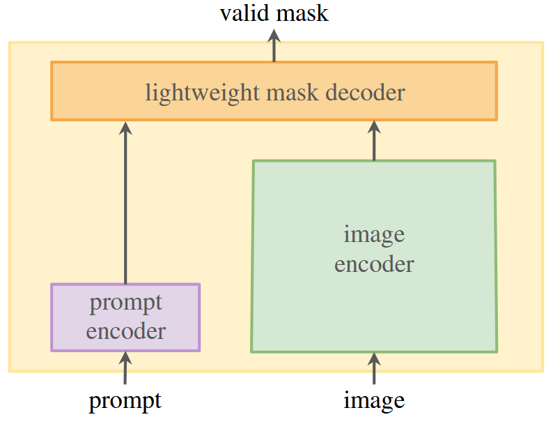 valid mask
lightweight mask decoder
image
encoder
prompt
encoder
prompt
image